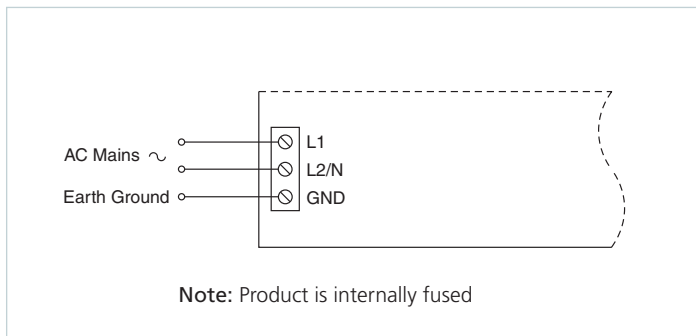 L1
AC Mains ~
L2/N
Earth Ground
GND
Note: Product is internally fused